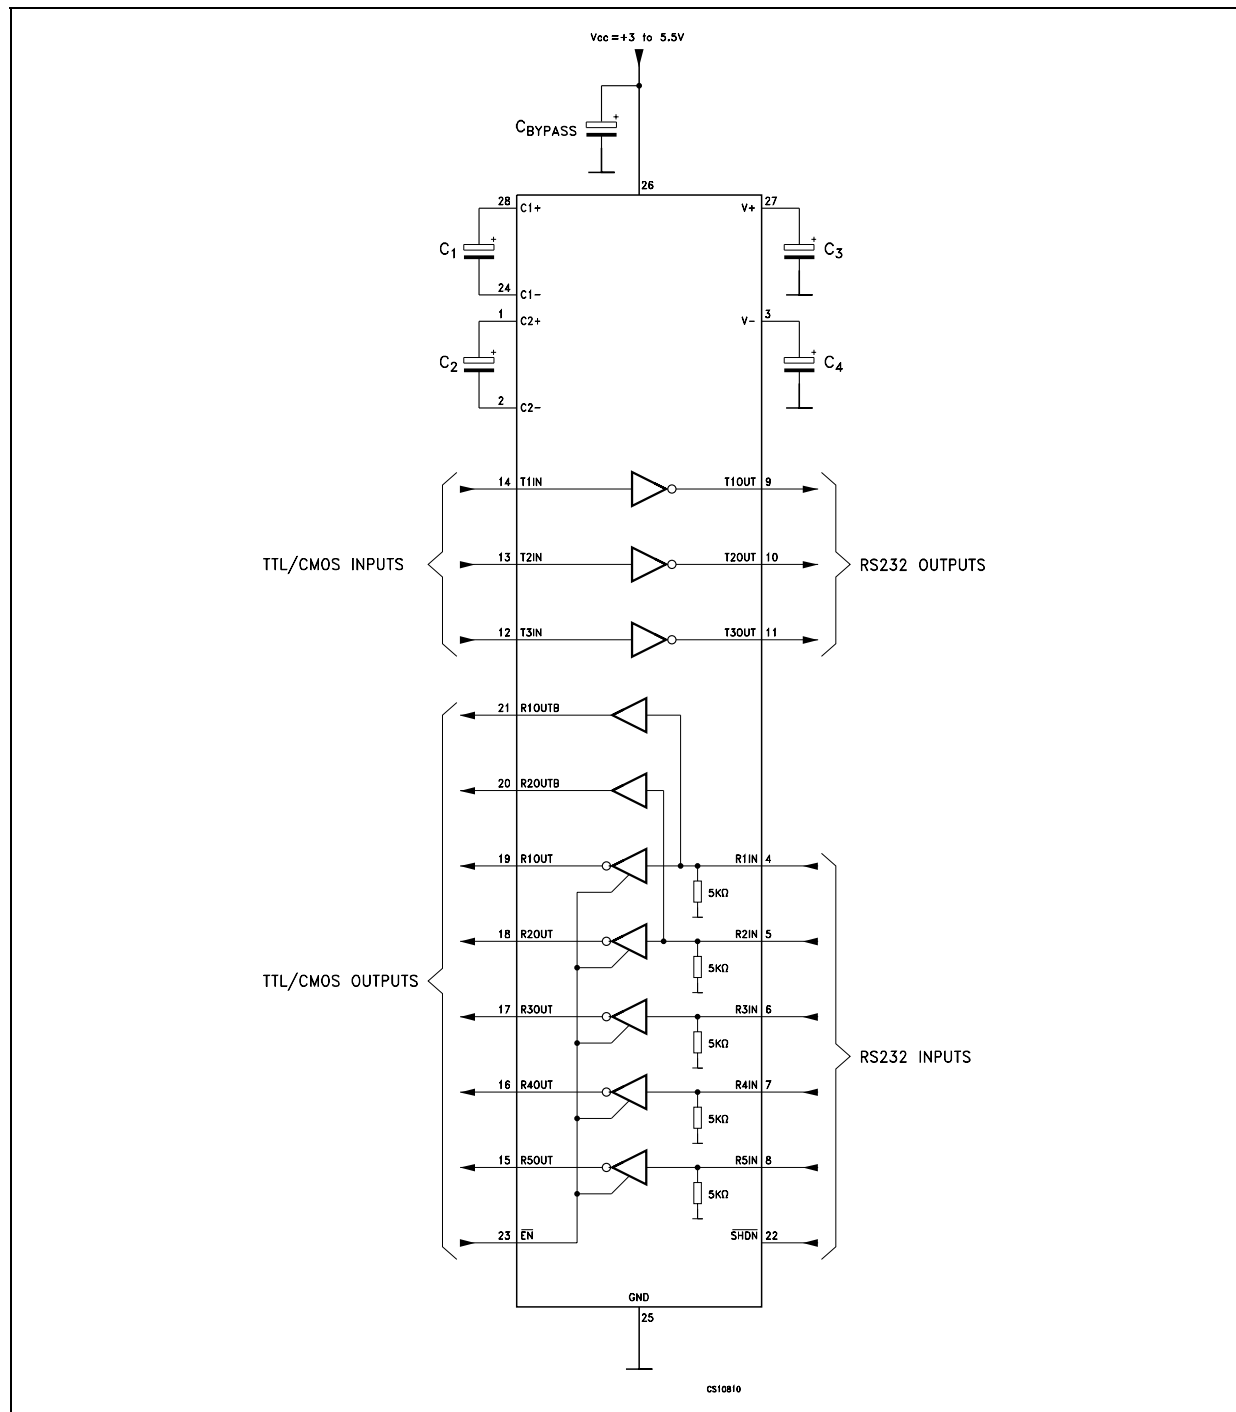 Vcc=+3 to 5.5V
CBYPASS
+
26
28 C1+ V+ 27
C1 + + C3
24 C1-
1 C2+ V- 3
C2 + + C4
2 C2-
14 T1IN T1OUT 9
TTL/CMOS INPUTS 13 T2IN T2OUT 10 RS232 OUTPUTS
12 T3IN T3OUT 11
21 R1OUTB
20 R2OUTB
19 R1OUT R1IN 4
5KΩ
18 R2OUT R2IN 5
5KΩ
TTL/CMOS OUTPUTS
17 R3OUT R3IN 6
5KΩ
RS232 INPUTS
16 R4OUT R4IN 7
5KΩ
15 R5OUT R5IN 8
5KΩ
23 EN SHDN 22
GND
25
CS10810